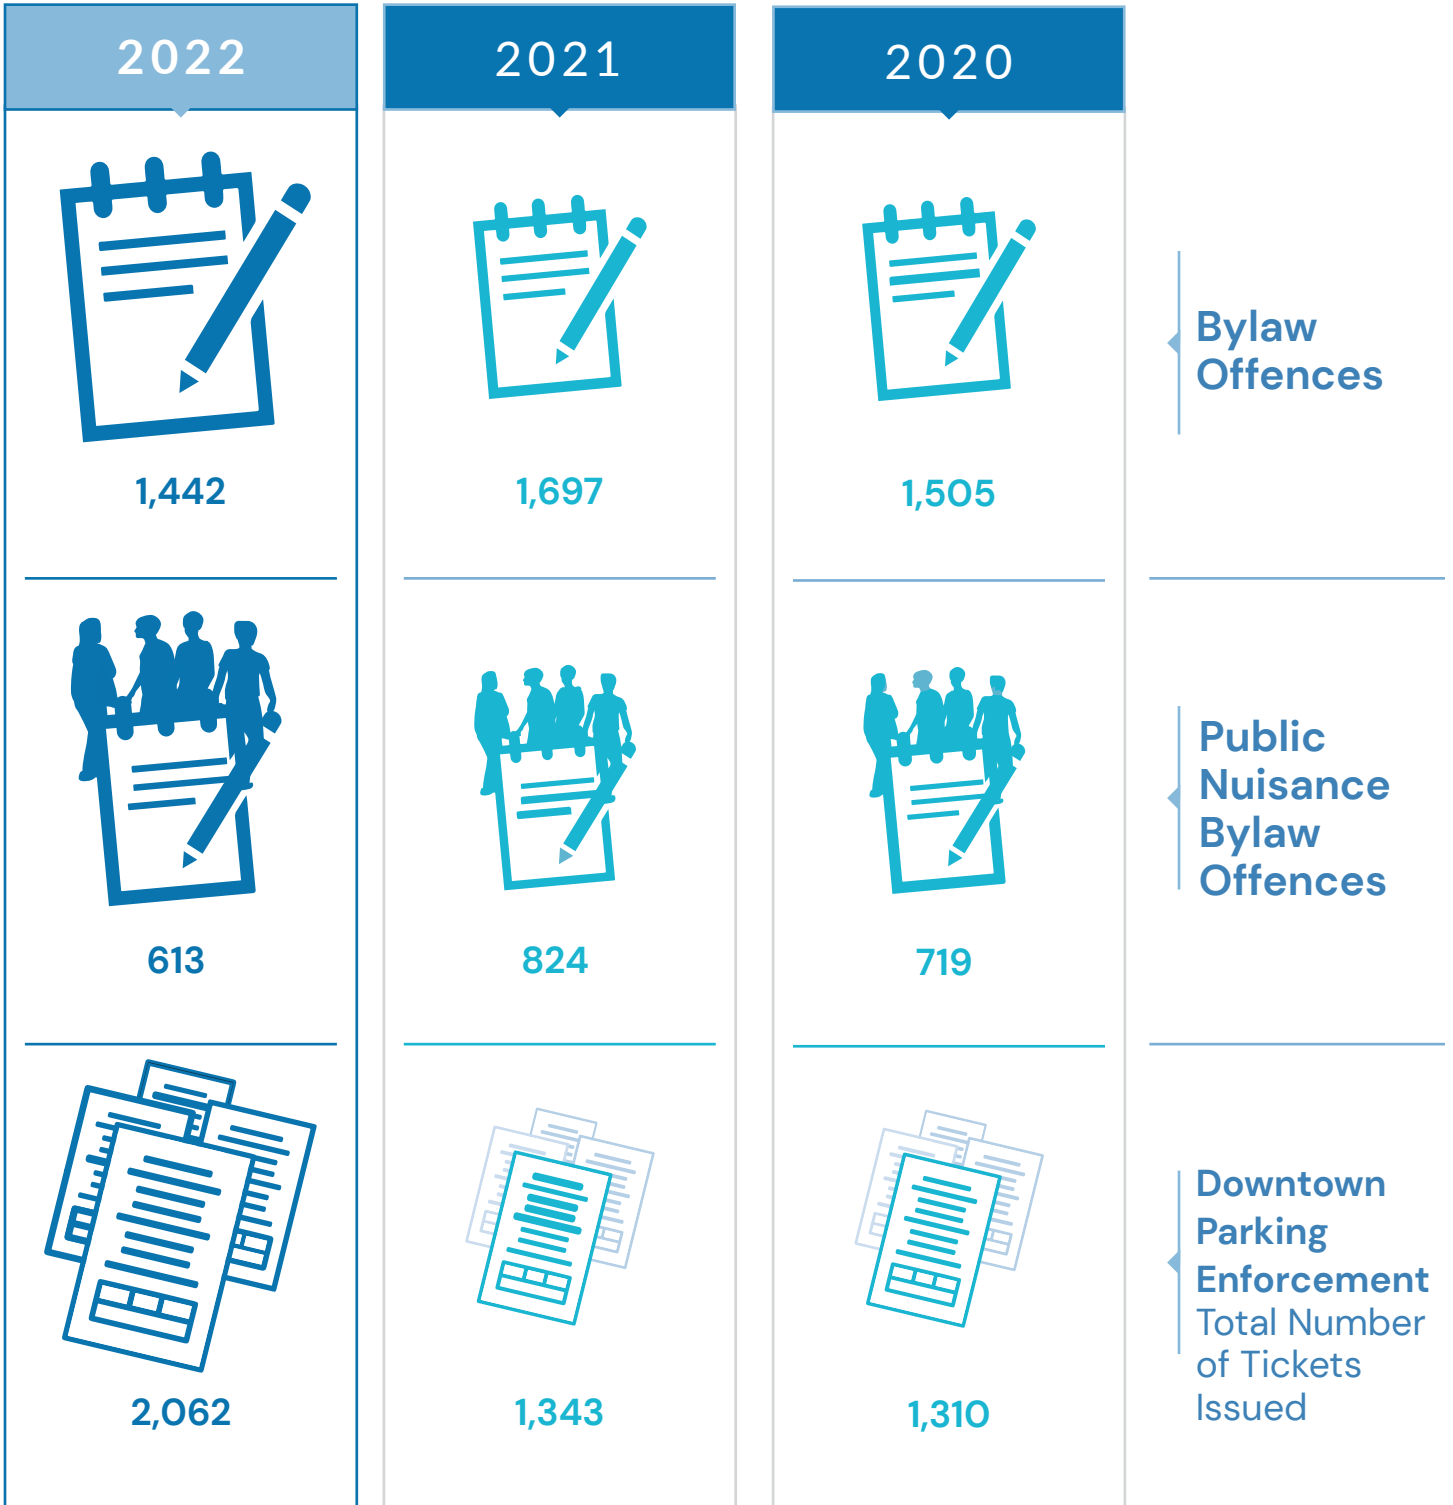 2022
2021
2020
1,442
1,697
1,505
Bylaw
Offences
613
824
719
Public
Nuisance
Bylaw
Offences
2,062
1,343
1,310
Downtown
Parking
Enforcement
Total Number
of Tickets
Issued